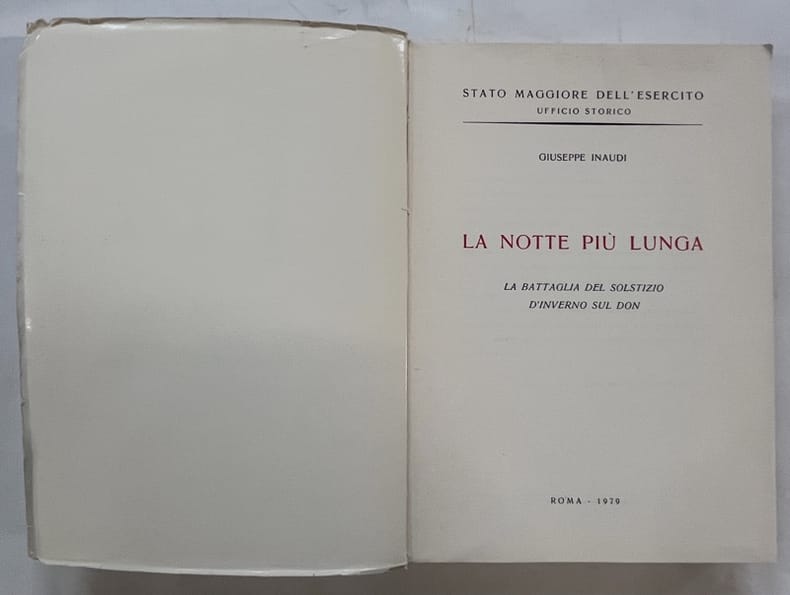 STATO MAGGIORE DELL'ESERCITO
UFFICIO STORICO
GIUSEPPE INAUDI
LA NOTTE PIÙ LUNGA
LA BATTAGLIA DEL SOLSTIZIO
D'INVERNO SUL DON
ROMA - 1979